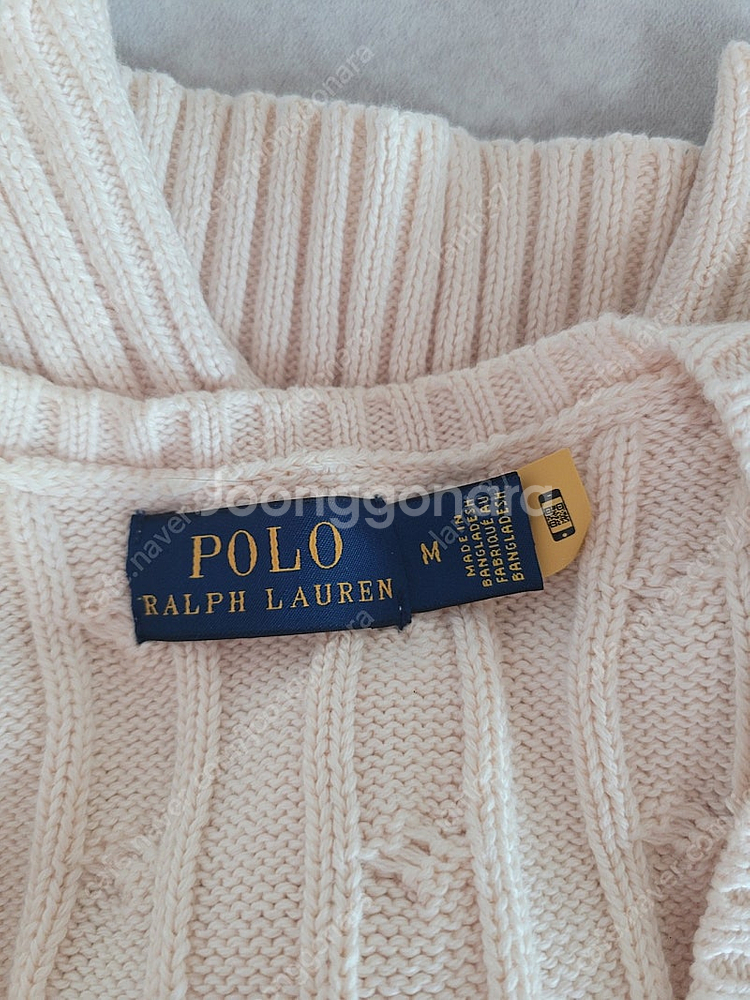 Joonggonara
POLO
RALPH LAUREN
M
MADE IN
BANGLADESH
FABRIQUÉ AU
BANGLADESH